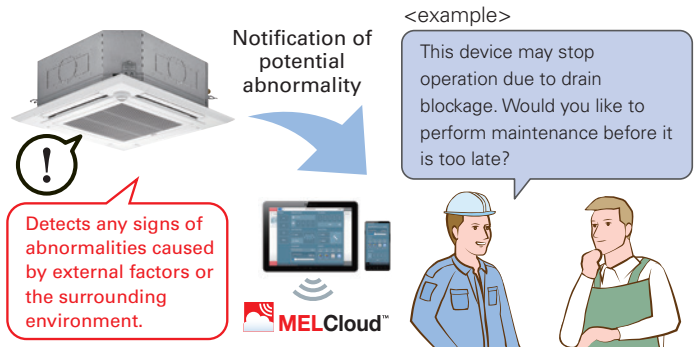 Notification of
potential
abnormality
<example>
This device may stop
operation due to drain
blockage. Would you like to
perform maintenance before it
is too late?
!
Detects any signs of
abnormalities caused
by external factors or
the surrounding
environment.
MELCloud™